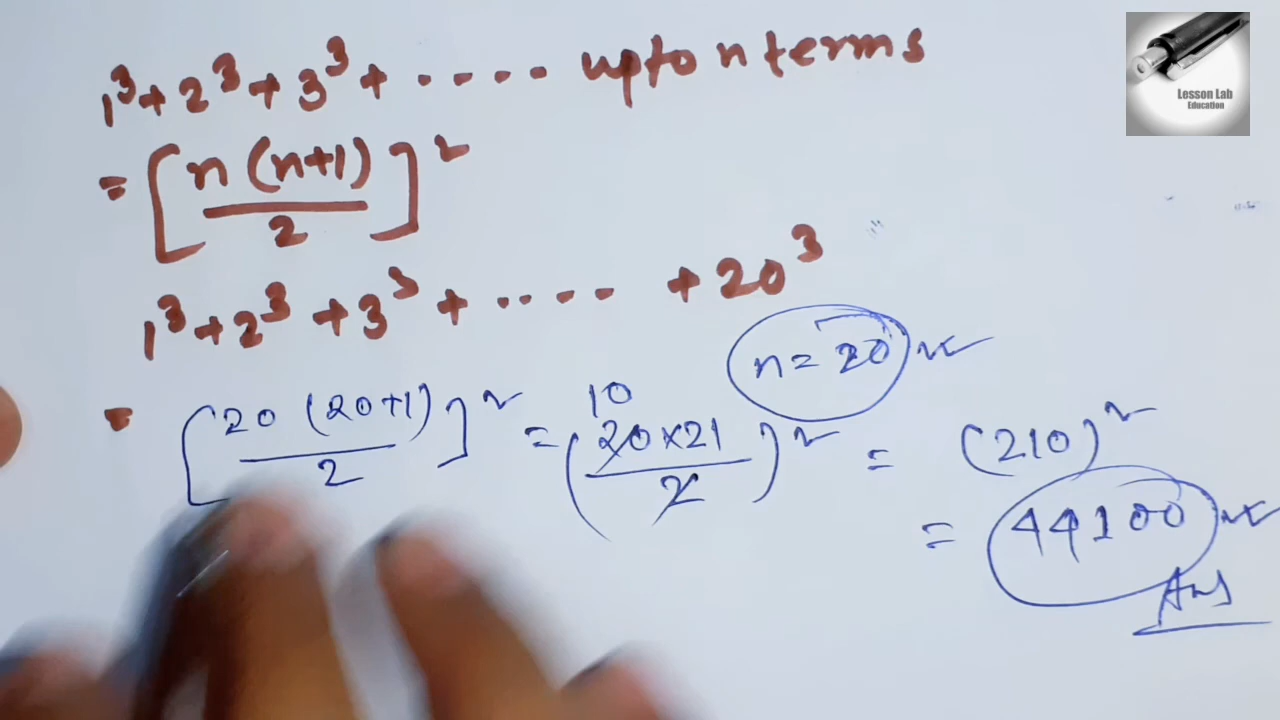 1³+2³+3³+ ..... upto n terms
= [n(n+1)/2]²
1³+2³+3³+ ..... +20³
n=20
= [20(20+1)/2]² = (20×21/2)² = (210)²
10
= 44100
Ans
Lesson Lab
Education